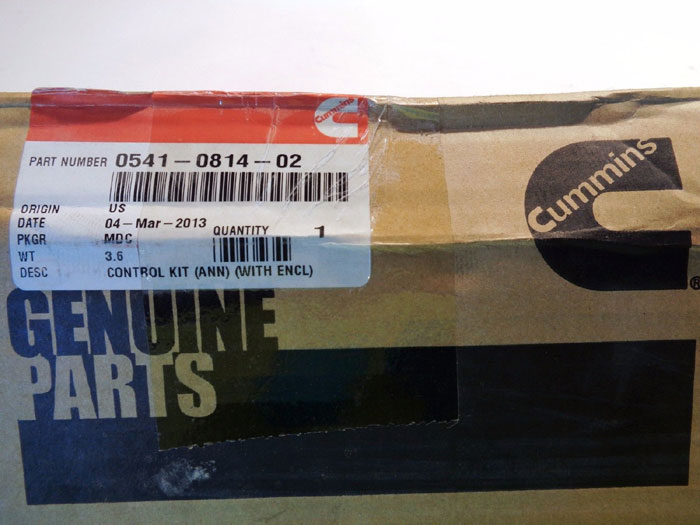 Cummins
PART NUMBER 0541-0814-02
ORIGIN US
DATE 04-Mar-2013
QUANTITY 1
PKGR MDC
WT 3.6
DESC CONTROL KIT (ANN) (WITH ENCL)
Cummins
®
GENUINE
PARTS